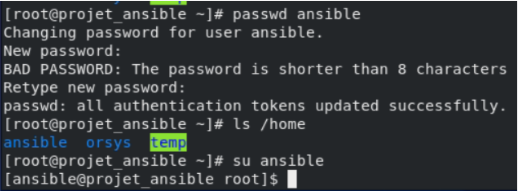 [root@projet_ansible ~]# passwd ansible
Changing password for user ansible.
New password:
BAD PASSWORD: The password is shorter than 8 characters
Retype new password:
passwd: all authentication tokens updated successfully.
[root@projet_ansible ~]# ls /home
ansible  orsys  temp
[root@projet_ansible ~]# su ansible
[ansible@projet_ansible root]$